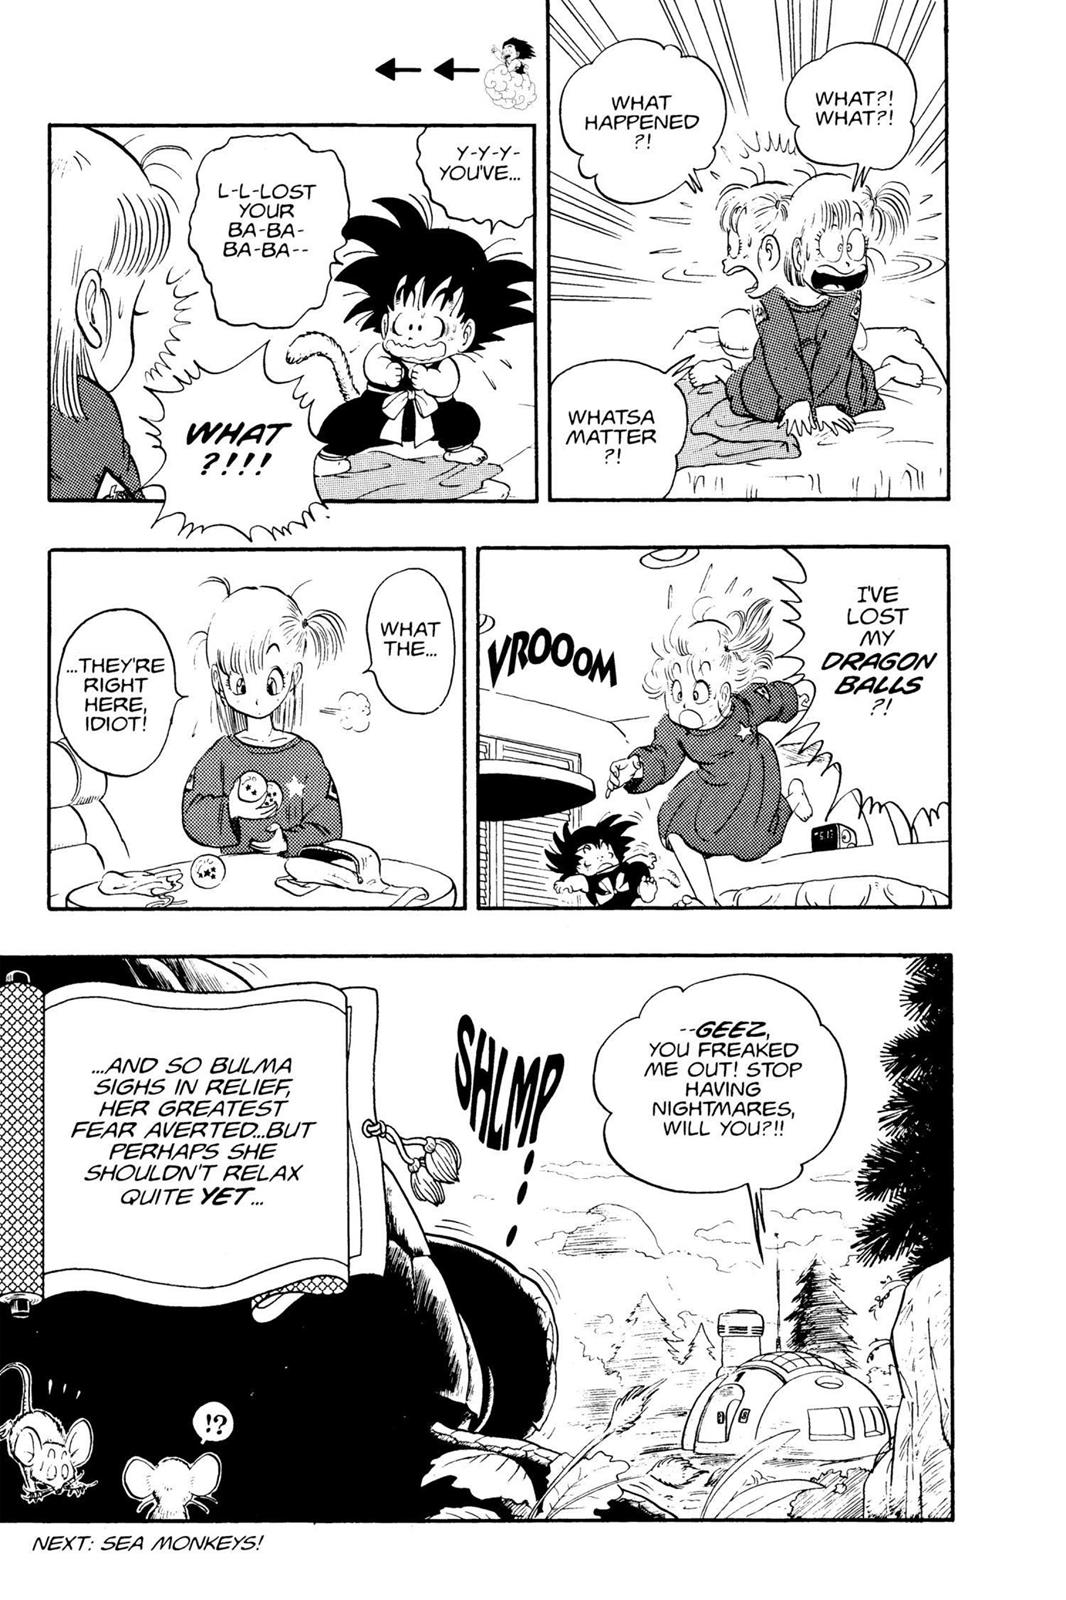 WHAT?!
WHAT?!
WHAT
HAPPENED
?!
WHATSA
MATTER
?!
Y-Y-Y-
YOU'VE...
L-L-LOST
YOUR
BA-BA-
BA-BA--
WHAT
?!!!
I'VE
LOST
MY
DRAGON
BALLS
?!
VROOOM
WHAT
THE...
...THEY'RE
RIGHT
HERE,
IDIOT!
--GEEZ,
YOU FREAKED
ME OUT! STOP
HAVING
NIGHTMARES,
WILL YOU?!!
SHLMP...
...AND SO BULMA
SIGHS IN RELIEF,
HER GREATEST
FEAR AVERTED...BUT
PERHAPS SHE
SHOULDN'T RELAX
QUITE YET...
!?
NEXT: SEA MONKEYS!